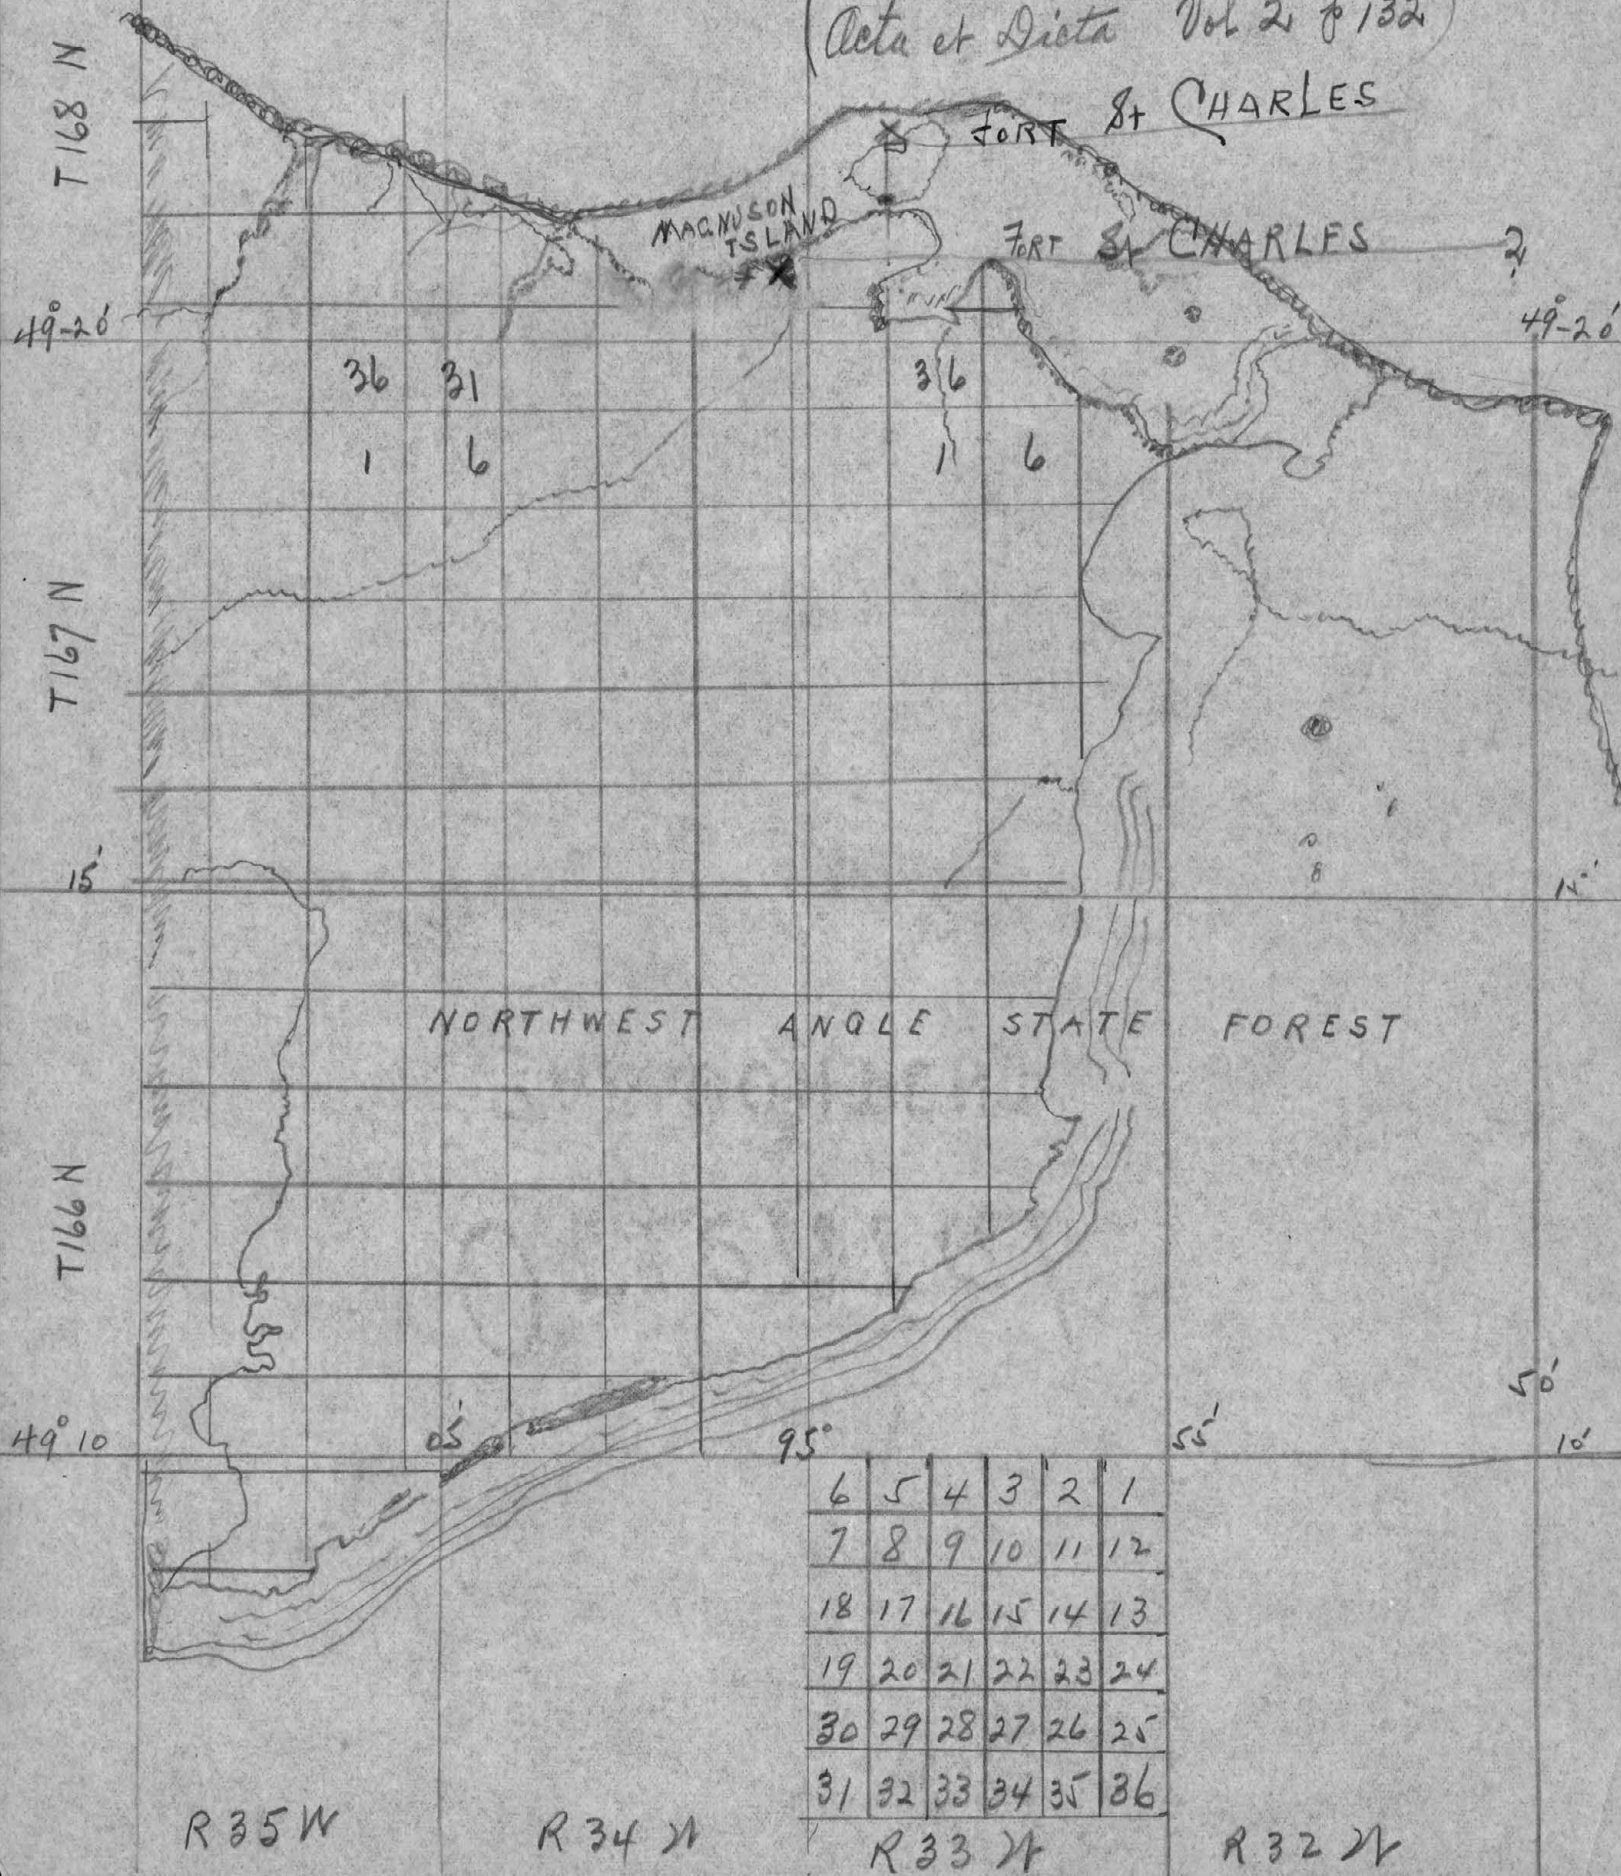 (Acta et Dicta Vol 2 p 132)
T168 N
FORT St CHARLES
MAGNUSON
ISLAND
FORT St CHARLES ?
49°-20'
49°-20'
36 31 36
1 6 1 6
T167 N
15'
15'
NORTHWEST ANGLE STATE FOREST
T166 N
50'
49° 10
05'
95°
55'
10'
6 5 4 3 2 1
7 8 9 10 11 12
18 17 16 15 14 13
19 20 21 22 23 24
30 29 28 27 26 25
31 32 33 34 35 36
R 35 W
R 34 W
R 33 W
R 32 W